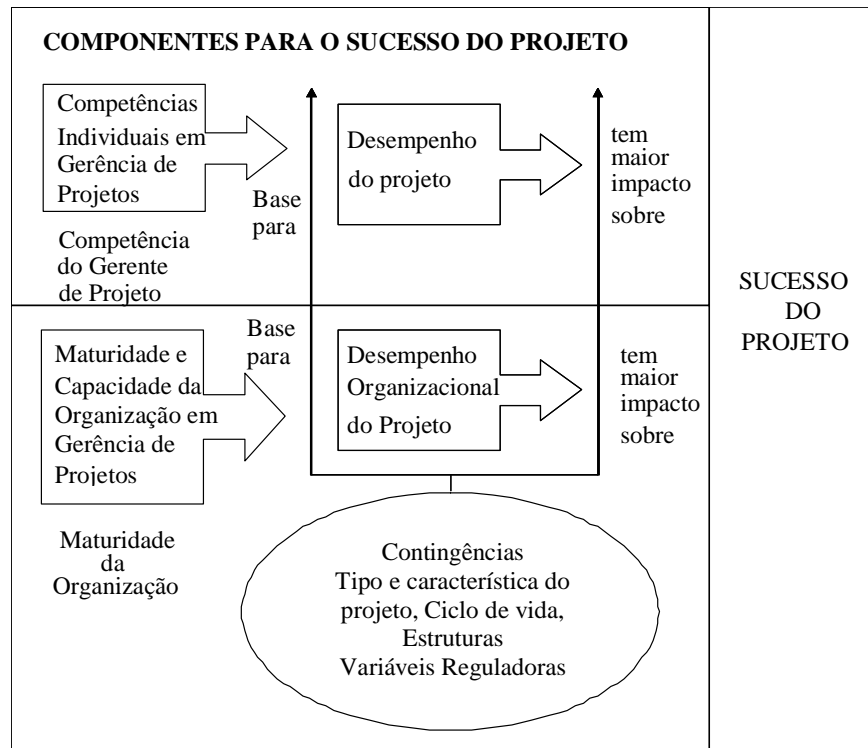 COMPONENTES PARA O SUCESSO DO PROJETO
Competências
Individuais em
Gerência de
Projetos
Base
para
Desempenho
do projeto
tem
maior
impacto
sobre
Competência
do Gerente
de Projeto
Maturidade e
Capacidade da
Organização em
Gerência de
Projetos
Base
para
Desempenho
Organizacional
do Projeto
tem
maior
impacto
sobre
Maturidade
da
Organização
Contingências
Tipo e característica do
projeto, Ciclo de vida,
Estruturas
Variáveis Reguladoras
SUCESSO
DO
PROJETO